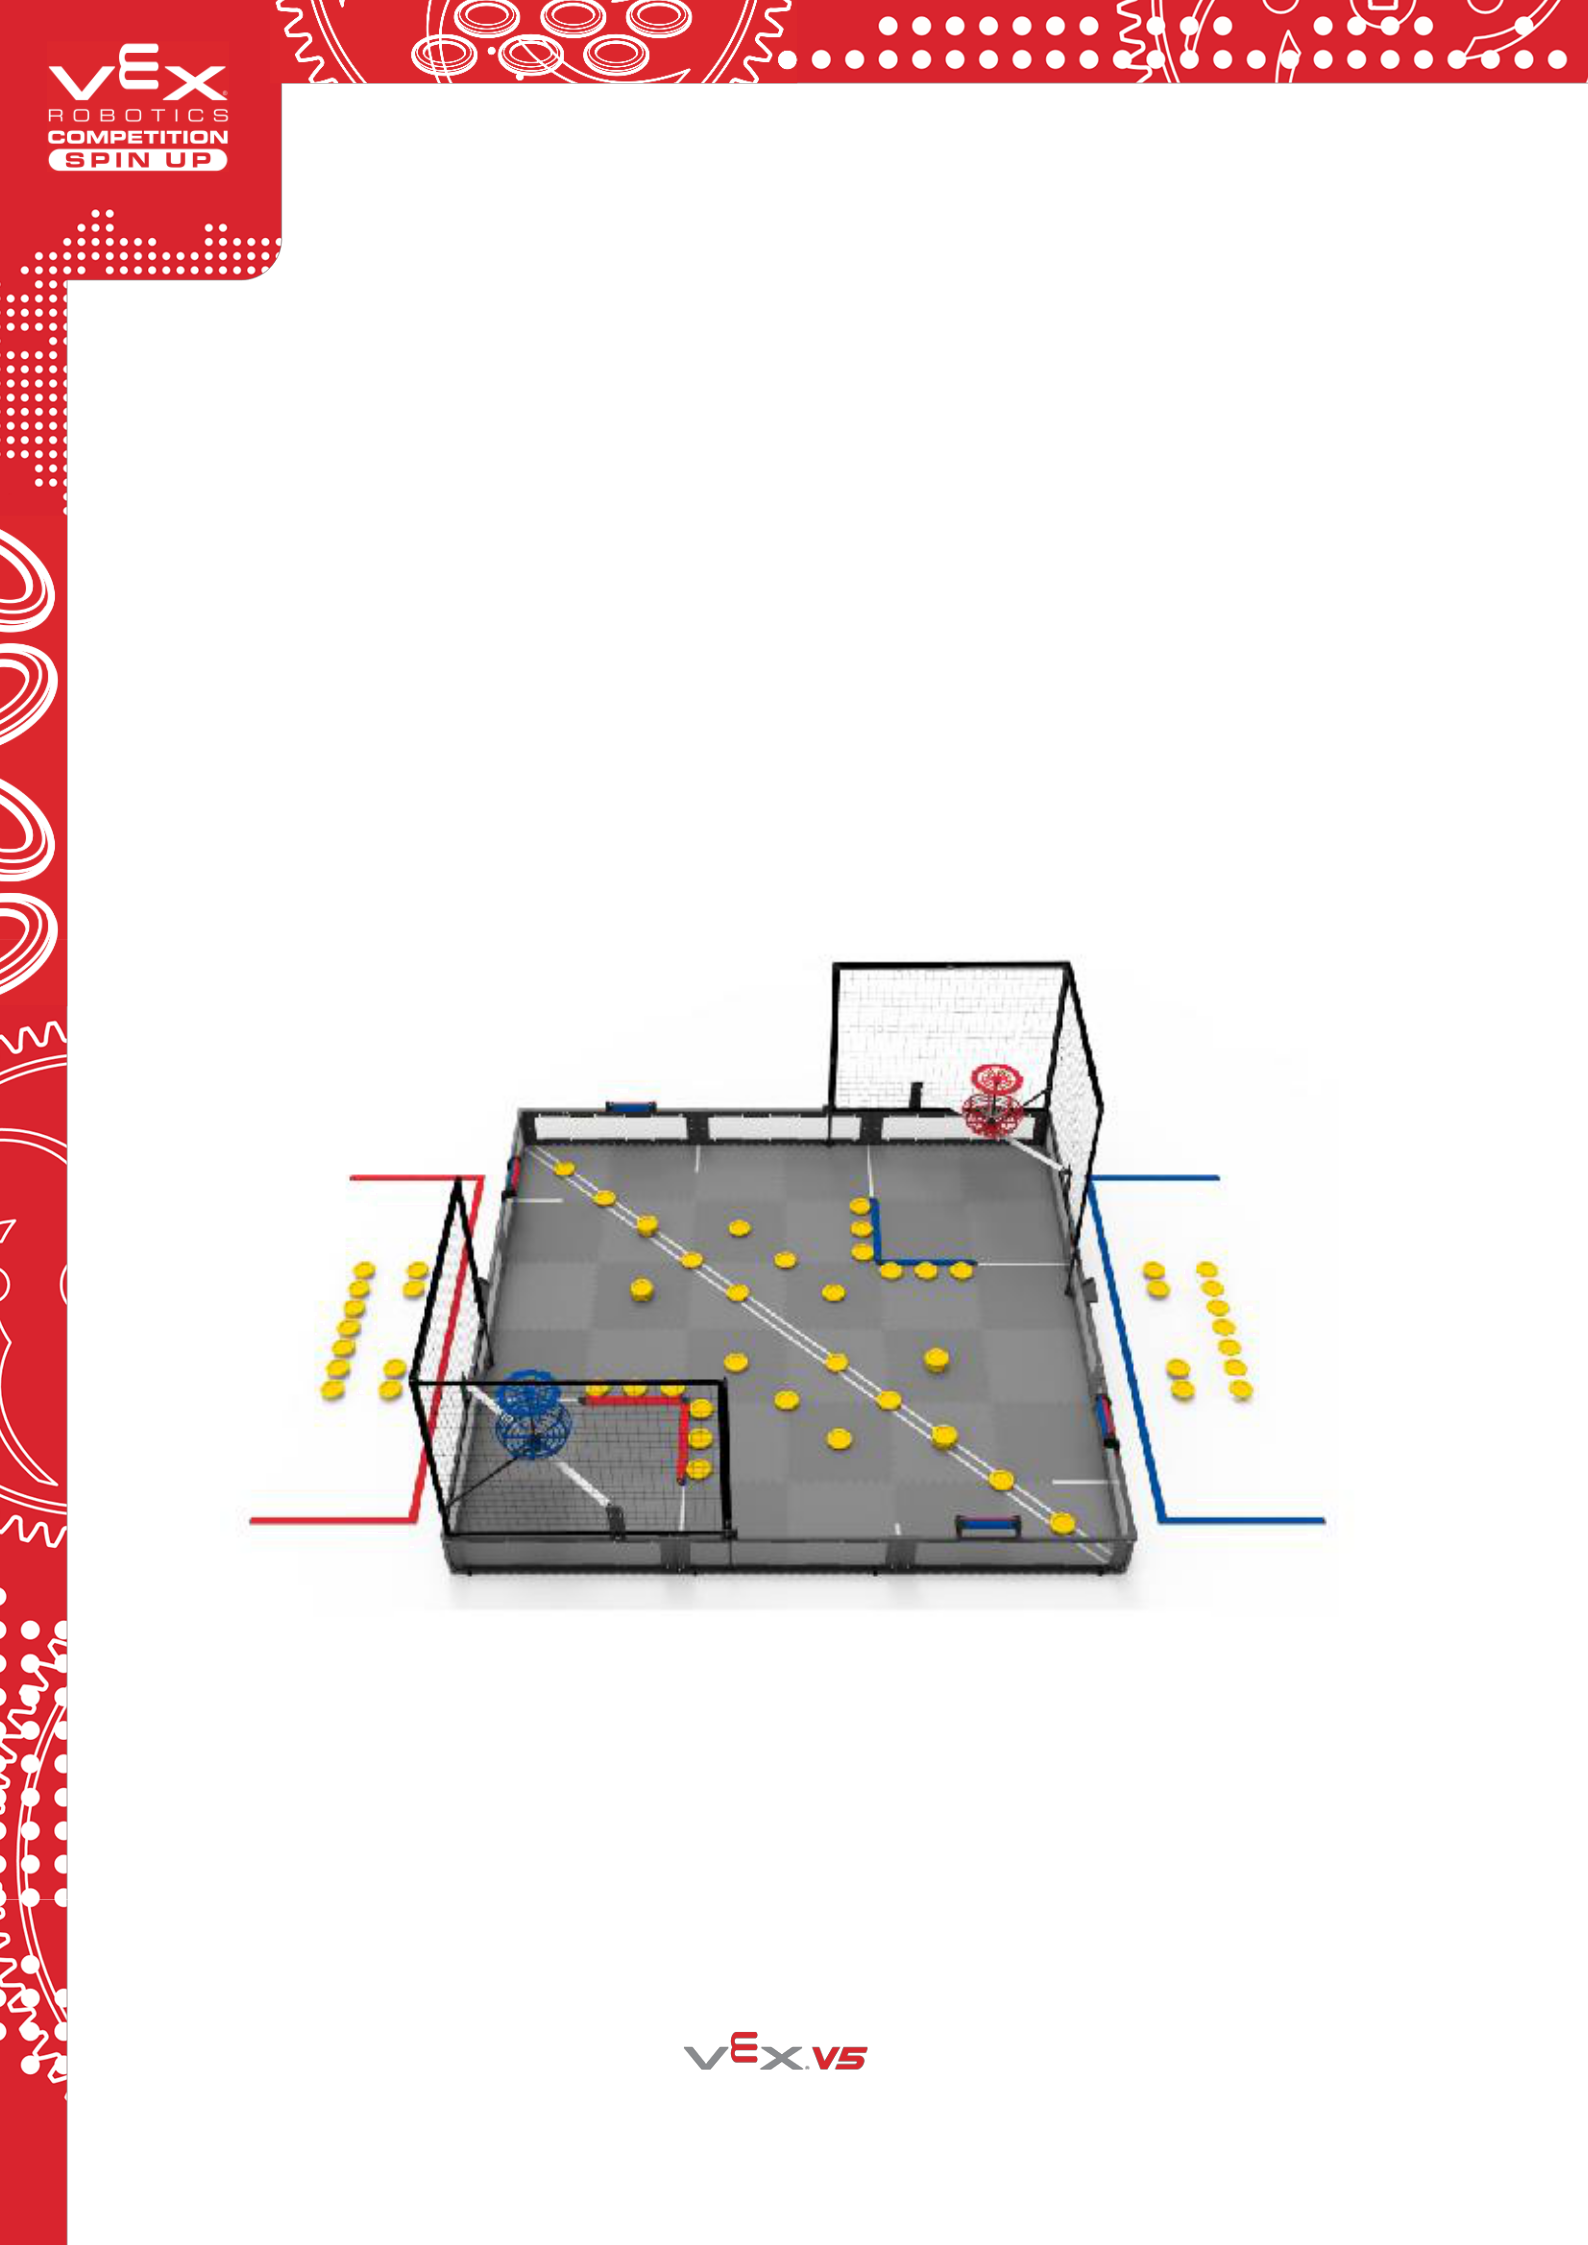 VEX
ROBOTICS
COMPETITION
SPIN UP
VEX V5